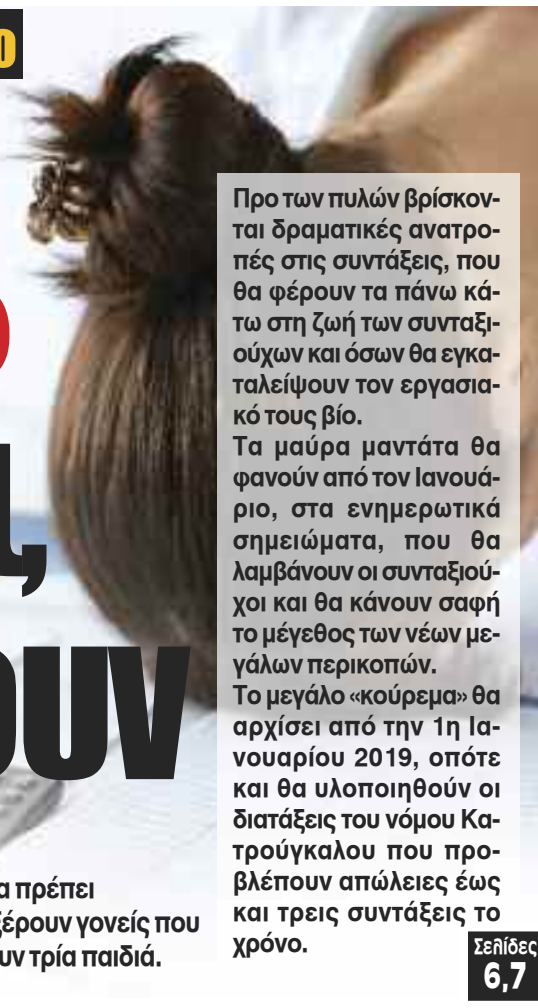 Προ των πυλών βρίσκον-
ται δραματικές ανατρο-
πές στις συντάξεις, που
θα φέρουν τα πάνω κά-
τω στη ζωή των συνταξι-
ούχων και όσων θα εγκα-
ταλείψουν τον εργασια-
κό τους βίο.
Τα μαύρα μαντάτα θα
φανούν από τον Ιανουά-
ριο, στα ενημερωτικά
σημειώματα, που θα
λαμβάνουν οι συνταξιού-
χοι και θα κάνουν σαφή
το μέγεθος των νέων με-
γάλων περικοπών.
Το μεγάλο «κούρεμα» θα
αρχίσει από την 1η Ια-
νουαρίου 2019, οπότε
και θα υλοποιηθούν οι
διατάξεις του νόμου Κα-
τρούγκαλου που προ-
βλέπουν απώλειες έως
και τρεις συντάξεις το
χρόνο.
πρέπει
γονείς που
τρία παιδιά.
Σελίδες
6,7